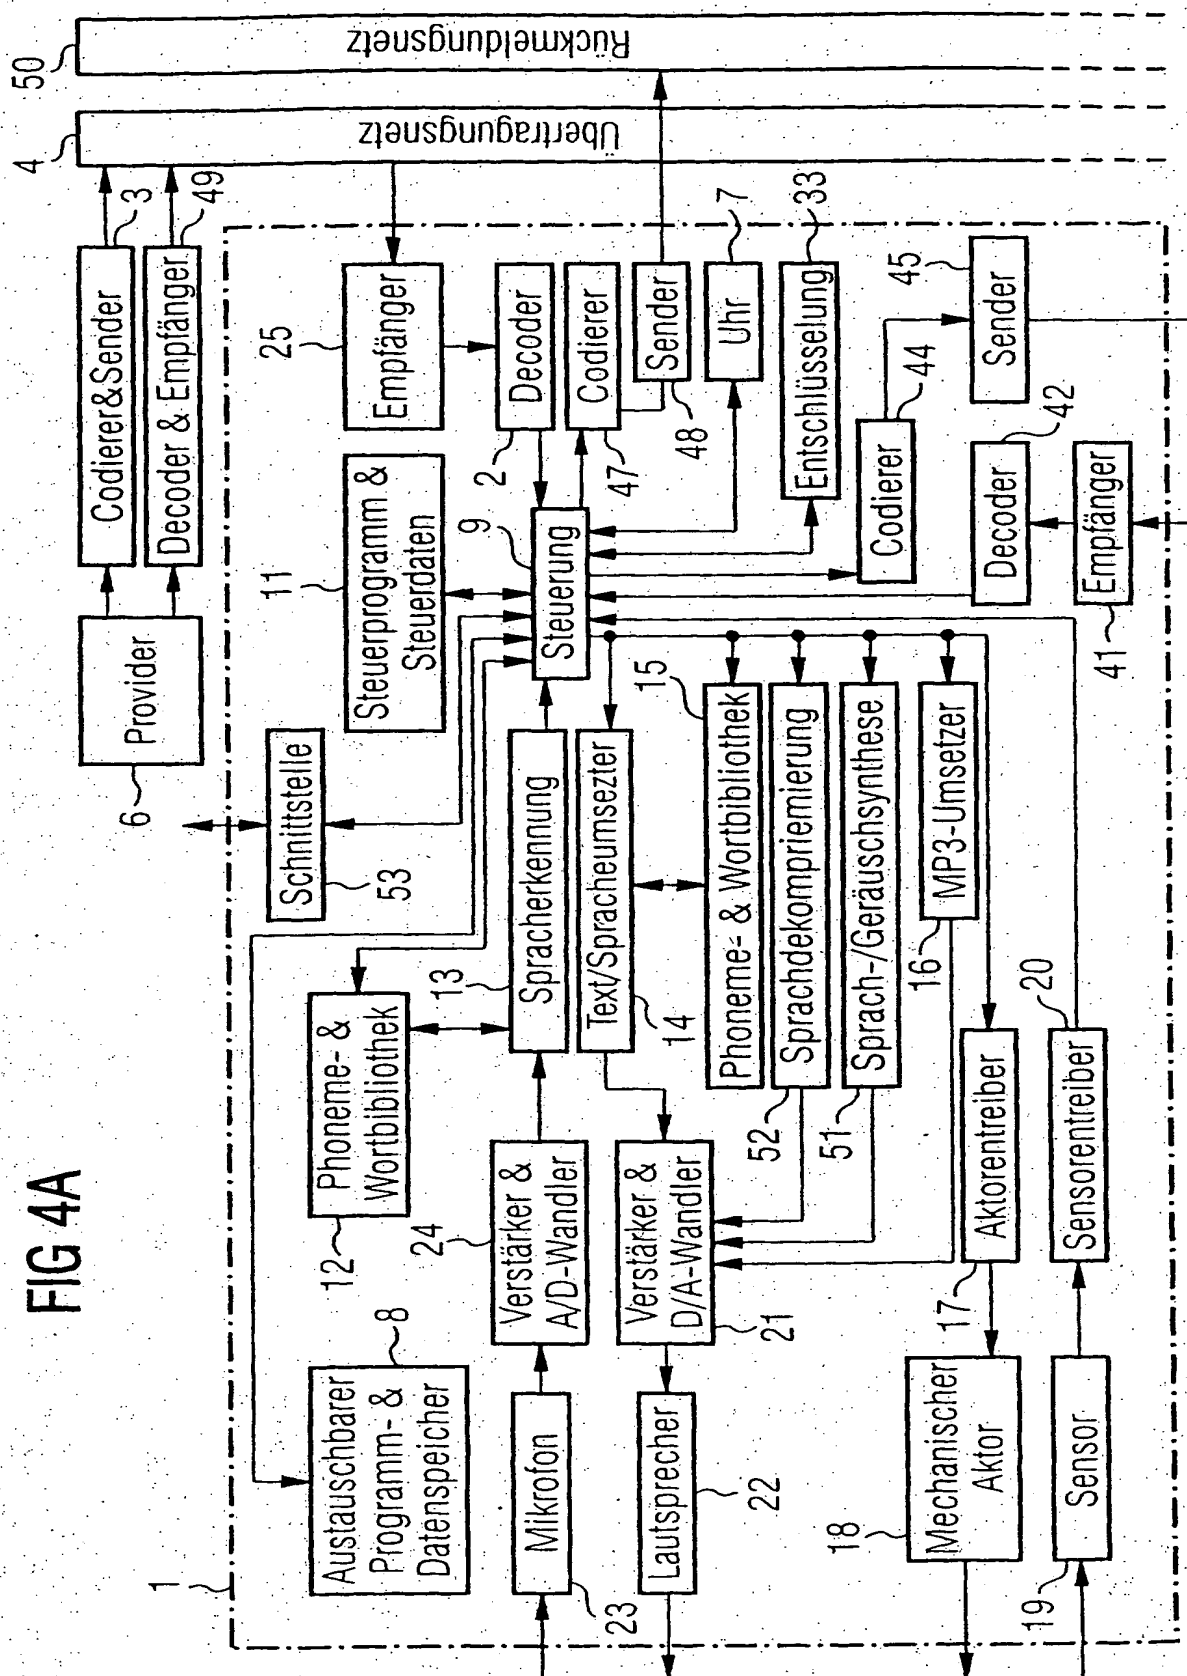 FIG 4A
1
Austauschbarer
Programm- &
Datenspeicher
8
Phoneme- &
Wortbibliothek
12
Schnittstelle
53
6
Provider
Codierer&Sender
3
Decoder & Empfänger
49
4
Übertragungsnetz
50
Rückmeldungsnetz
Steuerprogramm &
Steuerdaten
11
Empfänger
25
Mikrofon
23
Verstärker &
A/D-Wandler
24
Spracherkennung
13
Steuerung
9
Decoder
2
Codierer
47
Sender
48
Uhr
7
Entschlüsselung
33
Lautsprecher
22
Verstärker &
D/A-Wandler
21
Text/Spracheumsezter
14
Phoneme- & Wortbibliothek
15
Sprachdekompriemierung
52
Sprach-/Geräuschsynthese
51
MP3-Umsetzer
16
Codierer
44
Sender
45
Decoder
42
Empfänger
41
Mechanischer
Aktor
18
Aktorentreiber
17
Sensor
19
Sensorentreiber
20